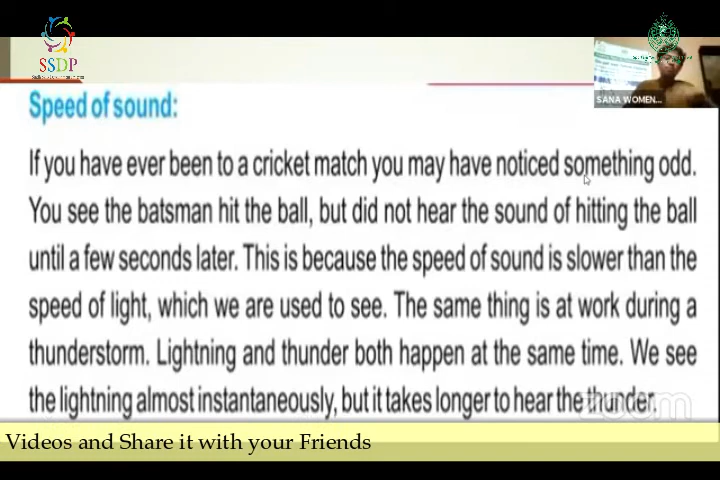 SSDP
SANA WOMEN...
Speed of sound:
If you have ever been to a cricket match you may have noticed something odd.
You see the batsman hit the ball, but did not hear the sound of hitting the ball
until a few seconds later. This is because the speed of sound is slower than the
speed of light, which we are used to see. The same thing is at work during a
thunderstorm. Lightning and thunder both happen at the same time. We see
the lightning almost instantaneously, but it takes longer to hear the thunder.
zoom
Videos and Share it with your Friends